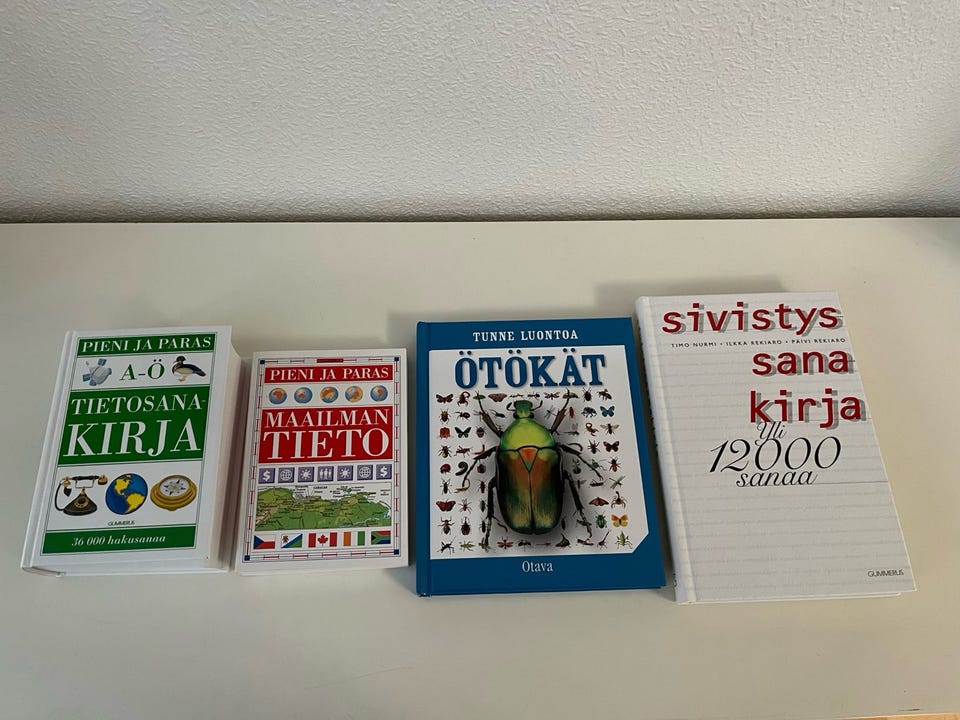 PIENI JA PARAS
A-Ö
TIETOSANA-
KIRJA
GUMMERUS
36 000 hakusanaa
PIENI JA PARAS
MAAILMAN
TIETO
TUNNE LUONTOA
ÖTÖKÄT
Otava
sivistys
TIMO NURMI • ILKKA REKIARO • PÄIVI REKIARO
sana
kirja
Yli
12000
sanaa
GUMMERUS